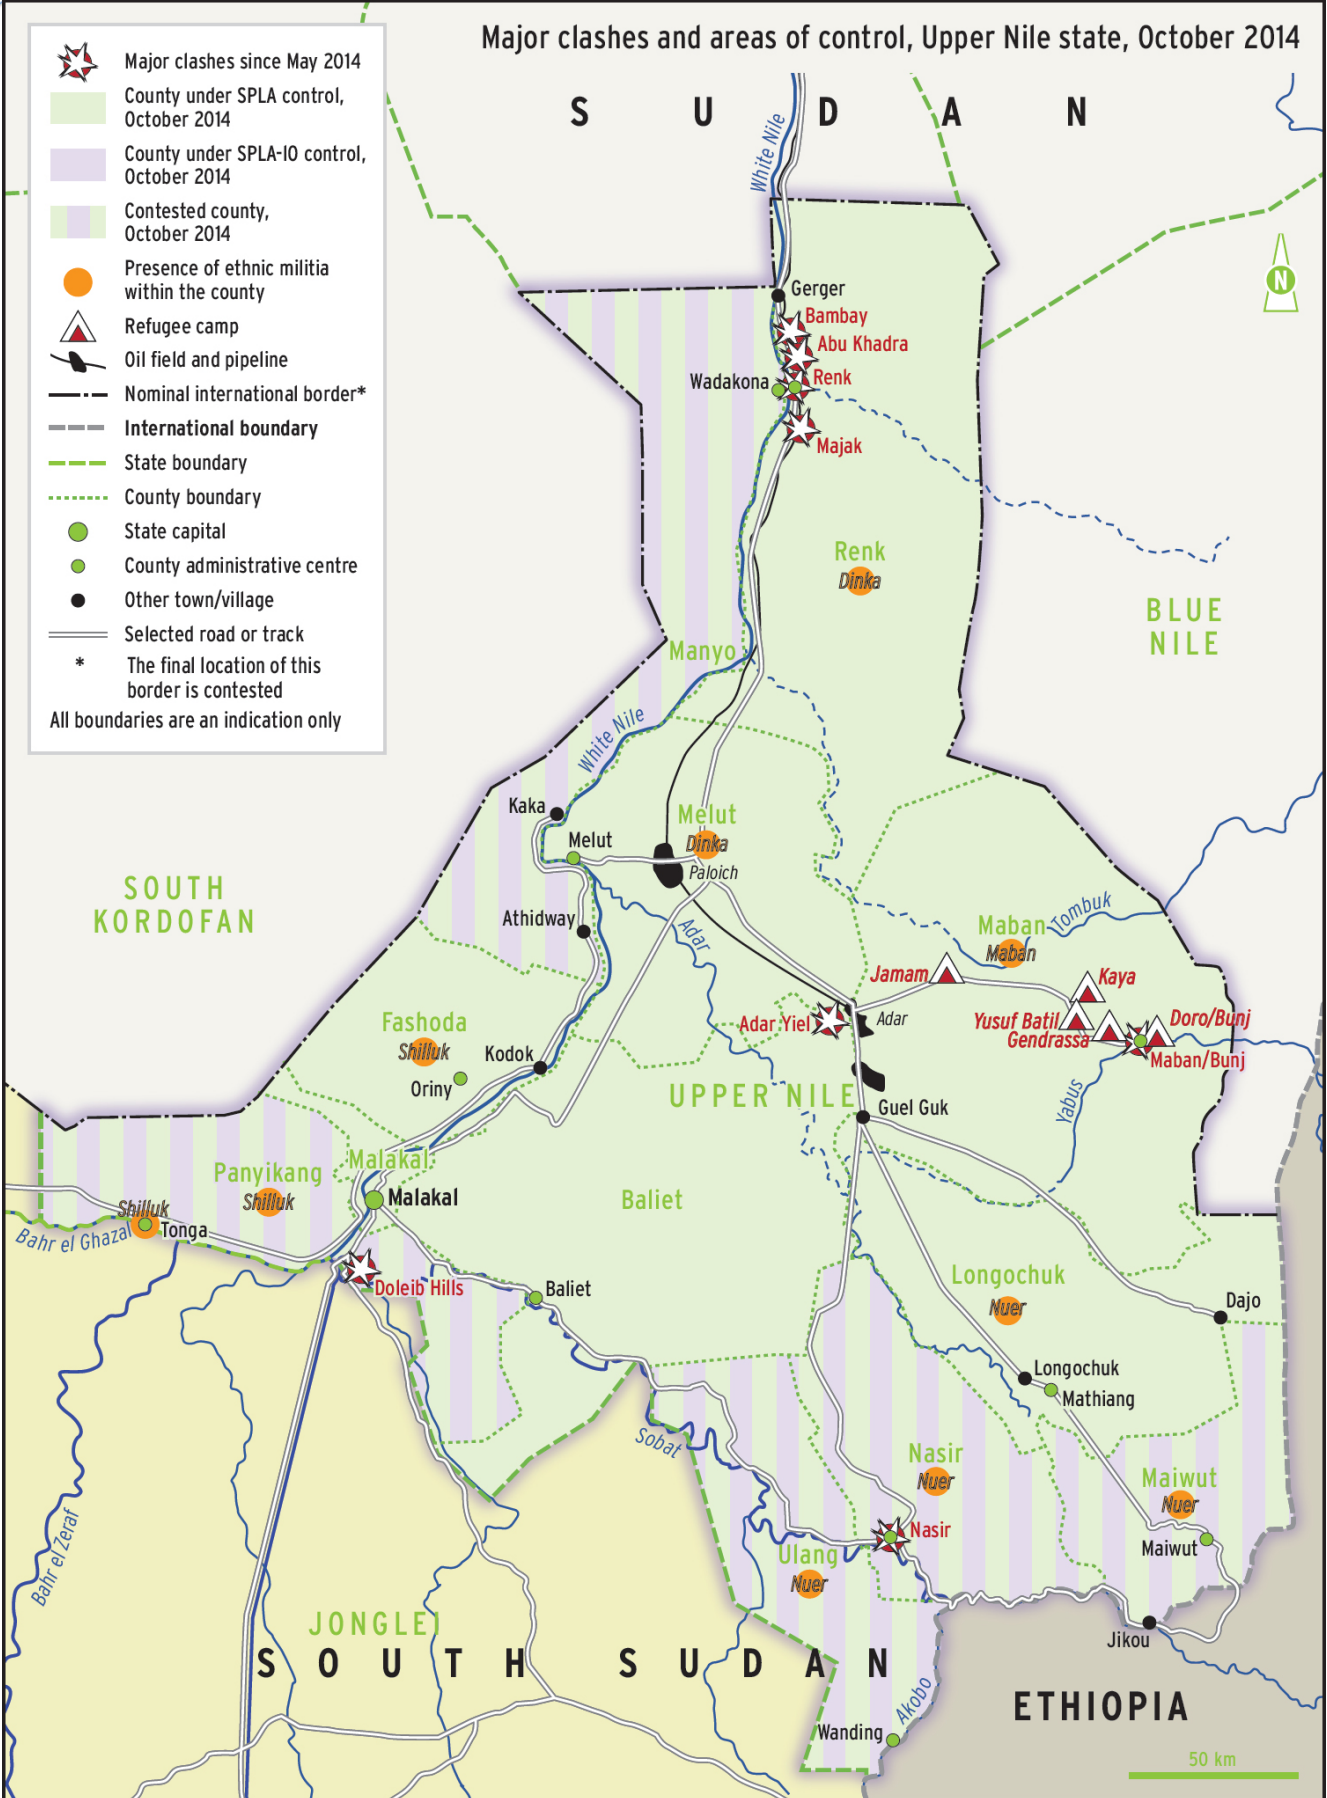 Major clashes and areas of control, Upper Nile state, October 2014
Major clashes since May 2014
County under SPLA control,
October 2014
County under SPLA-IO control,
October 2014
Contested county,
October 2014
Presence of ethnic militia
within the county
Refugee camp
Oil field and pipeline
Nominal international border*
International boundary
State boundary
County boundary
State capital
County administrative centre
Other town/village
Selected road or track
* The final location of this
border is contested
All boundaries are an indication only
S U D A N
White Nile
N
Gerger
Bambay
Abu Khadra
Wadakona
Renk
Majak
Renk
Dinka
BLUE
NILE
Manyo
White Nile
Kaka
Melut
Melut
Dinka
Paloich
SOUTH
KORDOFAN
Athidway
Adar
Maban
Maban
Tombuk
Jamam
Kaya
Fashoda
Shilluk
Adar Yiel
Adar
Yusuf Batil
Gendrassa
Doro/Bunj
Maban/Bunj
Kodok
Oriny
UPPER NILE
Guel Guk
Yabus
Panyikang
Shilluk
Malakal
Malakal
Baliet
Shilluk
Tonga
Bahr el Ghazal
Doleib Hills
Baliet
Longochuk
Nuer
Dajo
Longochuk
Mathiang
Sobat
Nasir
Nuer
Maiwut
Nuer
Nasir
Maiwut
Ulang
Nuer
Bahr el Zeraf
JONGLEI
Jikou
S O U T H S U D A N
Akobo
ETHIOPIA
Wanding
50 km